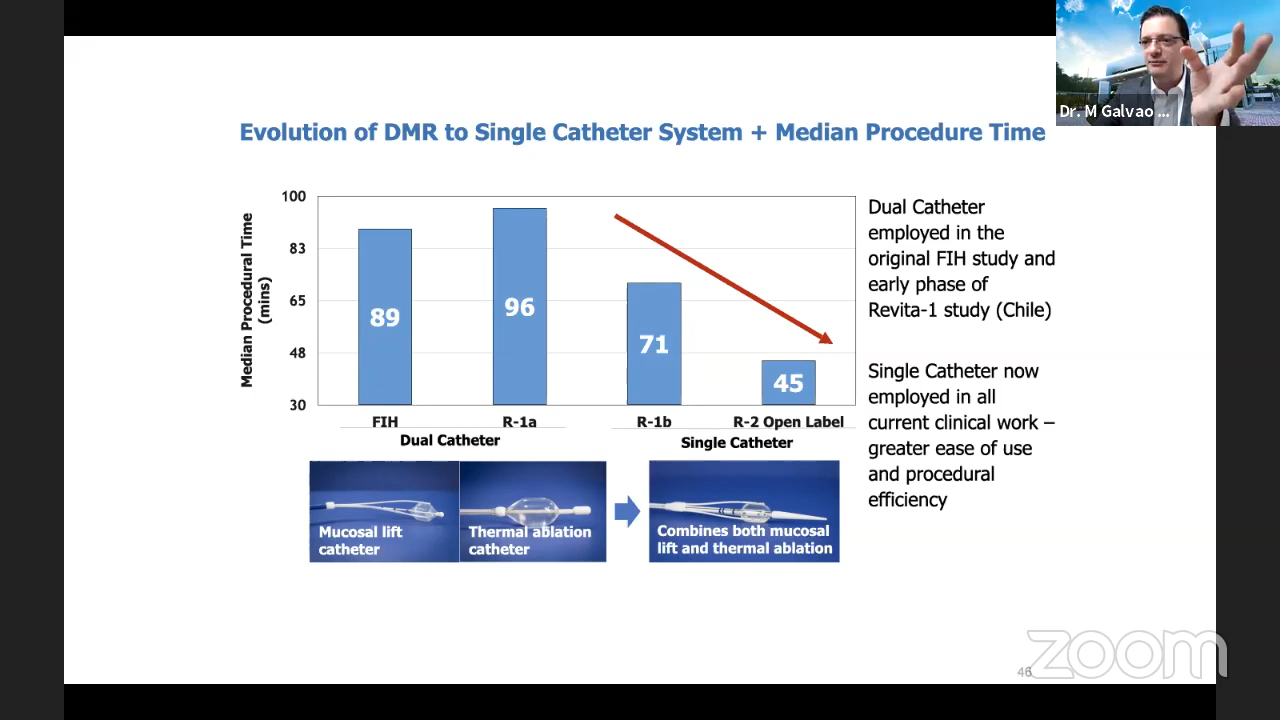 Dr. M Galvao ...
Evolution of DMR to Single Catheter System + Median Procedure Time
Median Procedural Time
(mins)
100
83
65
48
30
89
96
71
45
FIH
R-1a
R-1b
R-2 Open Label
Dual Catheter
Single Catheter
Mucosal lift
catheter
Thermal ablation
catheter
Combines both mucosal
lift and thermal ablation
Dual Catheter
employed in the
original FIH study and
early phase of
Revita-1 study (Chile)
Single Catheter now
employed in all
current clinical work –
greater ease of use
and procedural
efficiency
46
zoom